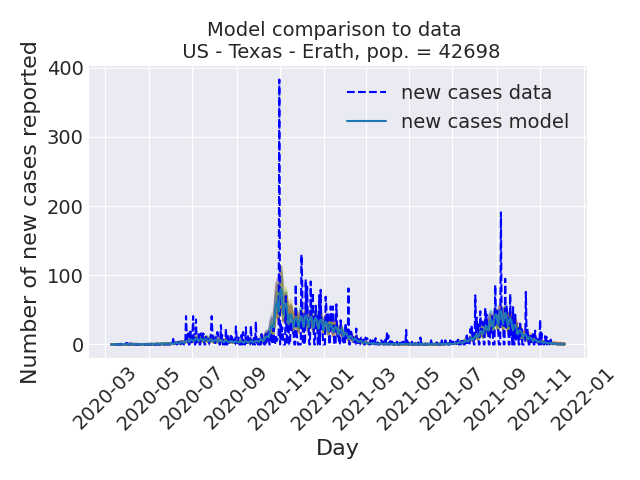 Model comparison to data
US - Texas - Erath, pop. = 42698
Number of new cases reported
400
300
200
100
0
new cases data
new cases model
2020-03
2020-05
2020-07
2020-09
2020-11
2021-01
2021-03
2021-05
2021-07
2021-09
2021-11
2022-01
Day